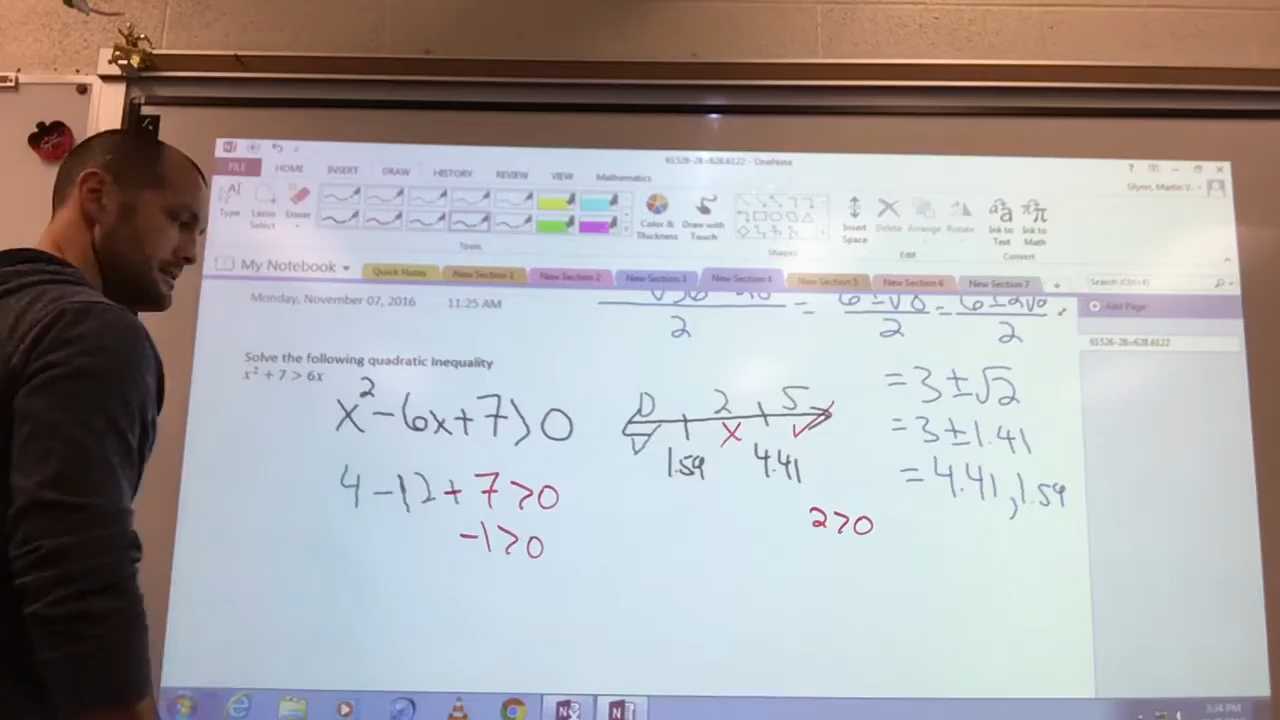 61526-28=628.6122 - OneNote
FILE HOME INSERT DRAW HISTORY REVIEW VIEW Mathematics
Glynn, Martin V.
Type Lasso Select Eraser
Color & Thickness Draw with Touch
Insert Space Delete Arrange Rotate Ink to Text Ink to Math
Tools Shapes Edit Convert
My Notebook Quick Notes New Section 1 New Section 2 New Section 3 New Section 4 New Section 5 New Section 6 New Section 7 + Search (Ctrl+E)
Monday, November 07, 2016 11:25 AM
Add Page
61526-28=628.6122
2 = 2 = 2
Solve the following quadratic Inequality
x² + 7 > 6x
x² - 6x + 7 > 0
0 2 5
x
1.59 4.41
= 3 ± √2
= 3 ± 1.41
= 4.41, 1.59
4 - 12 + 7 > 0
-1 > 0
2 > 0
3:34 PM